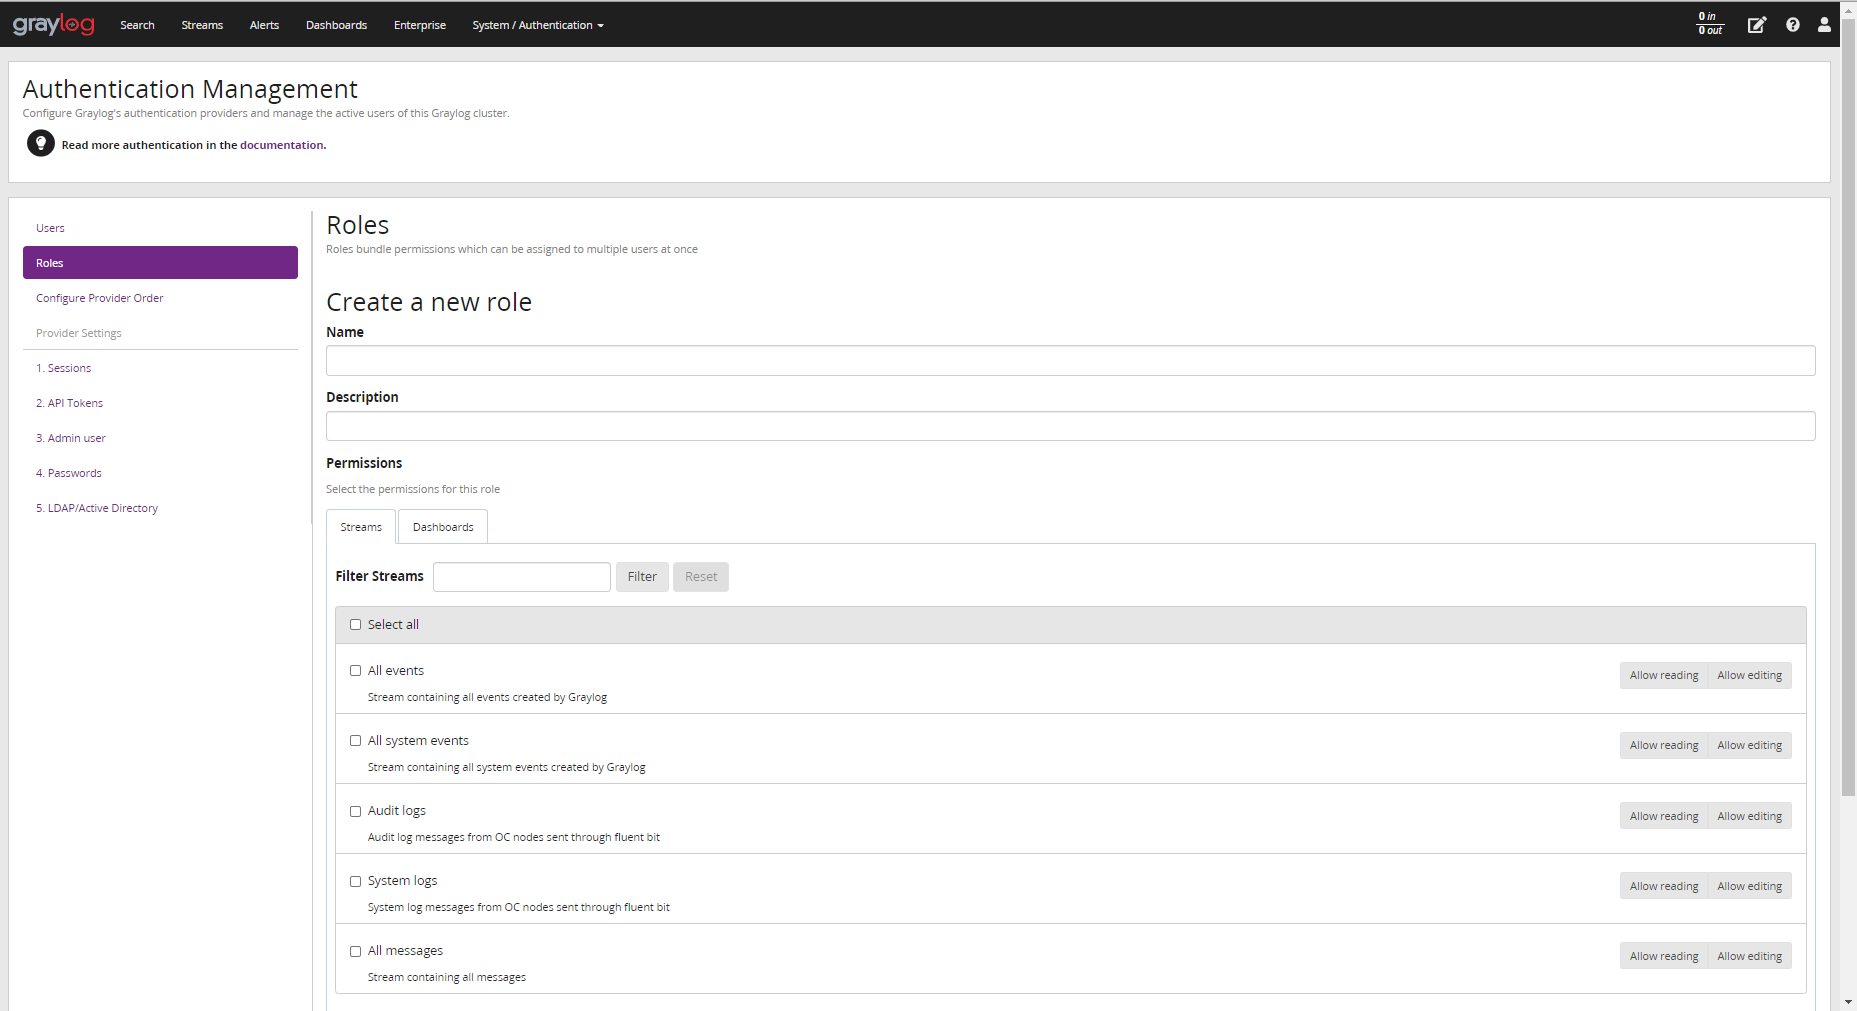 graylog Search Streams Alerts Dashboards Enterprise System / Authentication 0 in
0 out
Authentication Management
Configure Graylog's authentication providers and manage the active users of this Graylog cluster.
Read more authentication in the documentation.
Users
Roles
Configure Provider Order
Provider Settings
1. Sessions
2. API Tokens
3. Admin user
4. Passwords
5. LDAP/Active Directory
Roles
Roles bundle permissions which can be assigned to multiple users at once
Create a new role
Name
Description
Permissions
Select the permissions for this role
Streams Dashboards
Filter Streams Filter Reset
Select all
All events Allow reading Allow editing
Stream containing all events created by Graylog
All system events Allow reading Allow editing
Stream containing all system events created by Graylog
Audit logs Allow reading Allow editing
Audit log messages from OC nodes sent through fluent bit
System logs Allow reading Allow editing
System log messages from OC nodes sent through fluent bit
All messages Allow reading Allow editing
Stream containing all messages